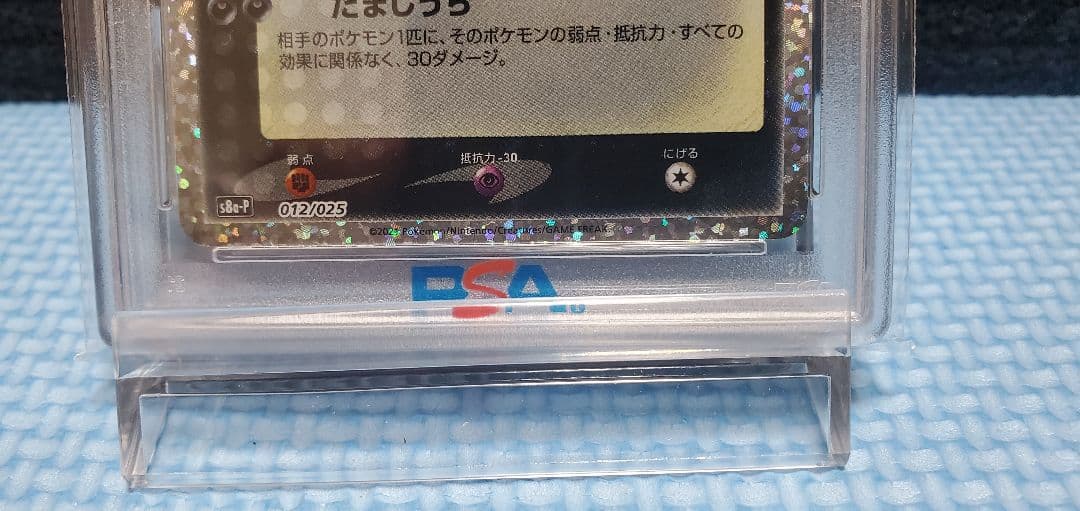 だましうち
相手のポケモン1匹に、そのポケモンの弱点・抵抗力・すべての
効果に関係なく、30ダメージ。
弱点 抵抗力-30 にげる
s8a-P 012/025
©2021 Pokémon/Nintendo/Creatures/GAME FREAK
PSA